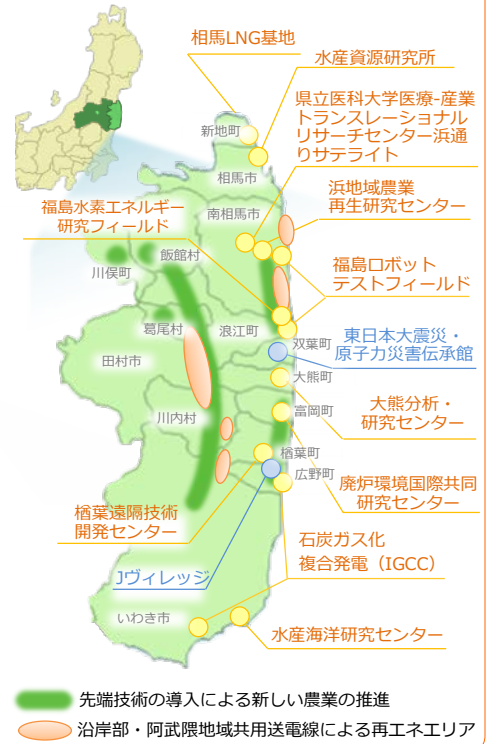 相馬LNG基地
水産資源研究所
県立医科大学医療-産業
トランスレーショナル
リサーチセンター浜通
りサテライト
新地町
相馬市
浜地域農業
再生研究センター
福島水素エネルギー
研究フィールド
南相馬市
飯館村
川俣町
福島ロボット
テストフィールド
葛尾村
浪江町
双葉町
東日本大震災・
原子力災害伝承館
田村市
大熊町
大熊分析・
研究センター
富岡町
川内村
楢葉町
広野町
廃炉環境国際共同
研究センター
楢葉遠隔技術
開発センター
石炭ガス化
複合発電（IGCC）
Jヴィレッジ
いわき市
水産海洋研究センター
先端技術の導入による新しい農業の推進
沿岸部・阿武隈地域共用送電線による再エネエリア